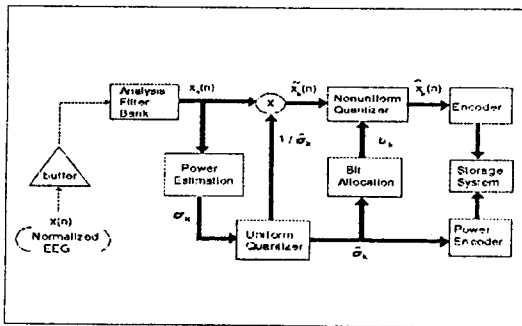 Analysis
Filter
Bank
xₖ(n)
X
x̃ₖ(n)
Nonuniform
Quantizer
x̂ₖ(n)
Encoder
buffer
1 / σ̂ₖ
bₖ
Power
Estimation
Bit
Allocation
Storage
System
x(n)
Normalized
EEG
σₖ
Uniform
Quantizer
σ̂ₖ
Power
Encoder